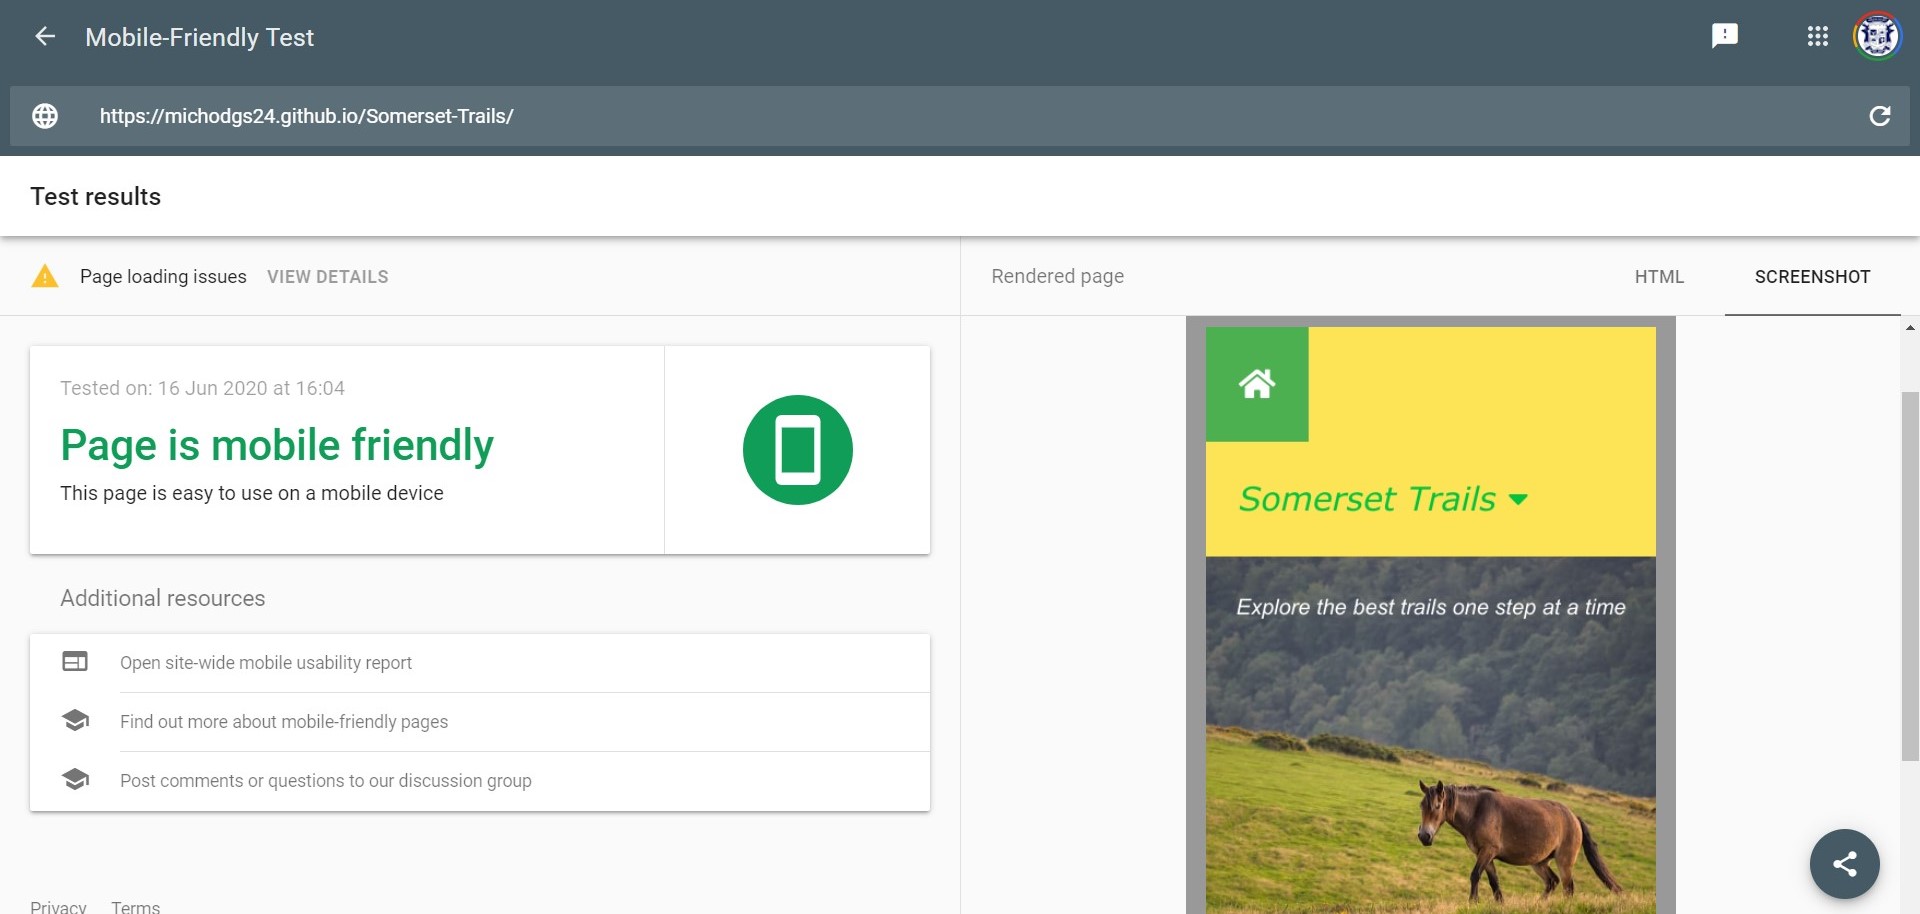 Mobile-Friendly Test
https://michodgs24.github.io/Somerset-Trails/
Test results
Page loading issues VIEW DETAILS
Rendered page HTML SCREENSHOT
Tested on: 16 Jun 2020 at 16:04
Page is mobile friendly
This page is easy to use on a mobile device
Additional resources
Open site-wide mobile usability report
Find out more about mobile-friendly pages
Post comments or questions to our discussion group
Privacy Terms
Somerset Trails
Explore the best trails one step at a time